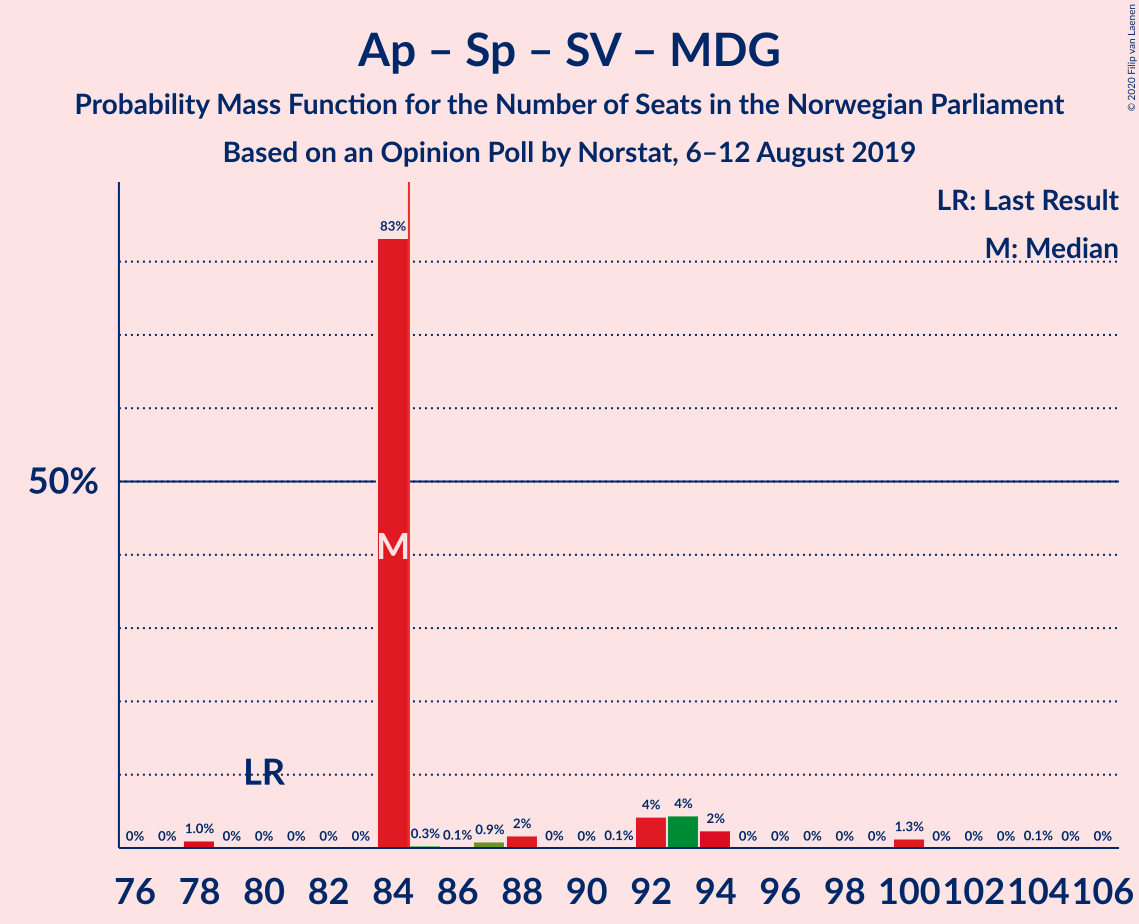 Ap – Sp – SV – MDG
Probability Mass Function for the Number of Seats in the Norwegian Parliament
Based on an Opinion Poll by Norstat, 6–12 August 2019
© 2020 Filip van Laenen
LR: Last Result
M: Median
83%
50%
M
LR
0% 0% 1.0% 0% 0% 0% 0% 0% 0.3% 0.1% 0.9% 2% 0% 0% 0.1% 4% 4% 2% 0% 0% 0% 0% 0% 1.3% 0% 0% 0% 0.1% 0% 0%
76 78 80 82 84 86 88 90 92 94 96 98 100 102 104 106